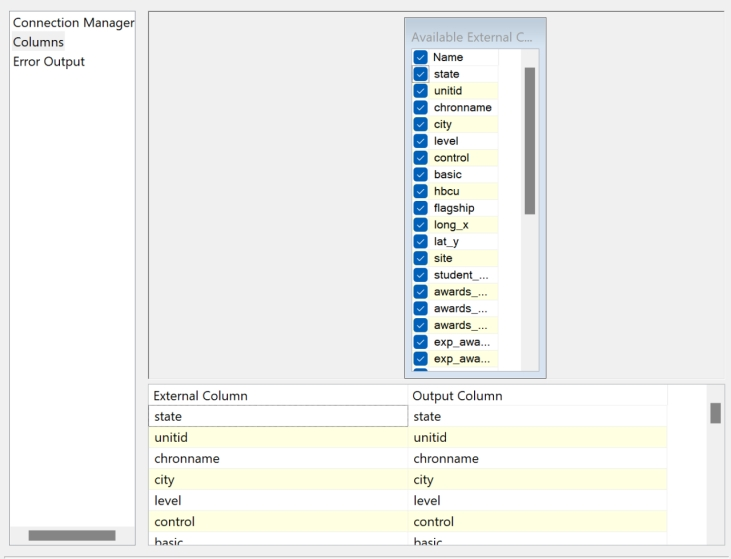 Connection Manager
Columns
Error Output
Available External C...
Name
state
unitid
chronname
city
level
control
basic
hbcu
flagship
long_x
lat_y
site
student_...
awards_...
awards_...
awards_...
exp_awa...
exp_awa...
External Column Output Column
state state
unitid unitid
chronname chronname
city city
level level
control control
basic basic